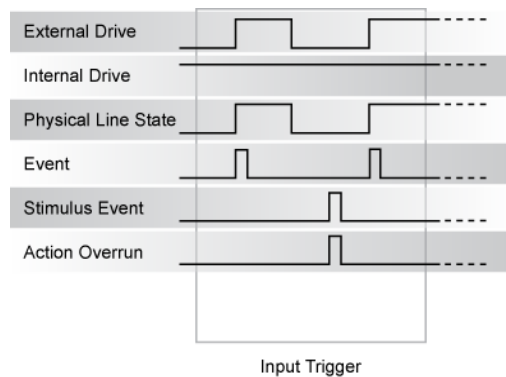 External Drive
Internal Drive
Physical Line State
Event
Stimulus Event
Action Overrun
Input Trigger